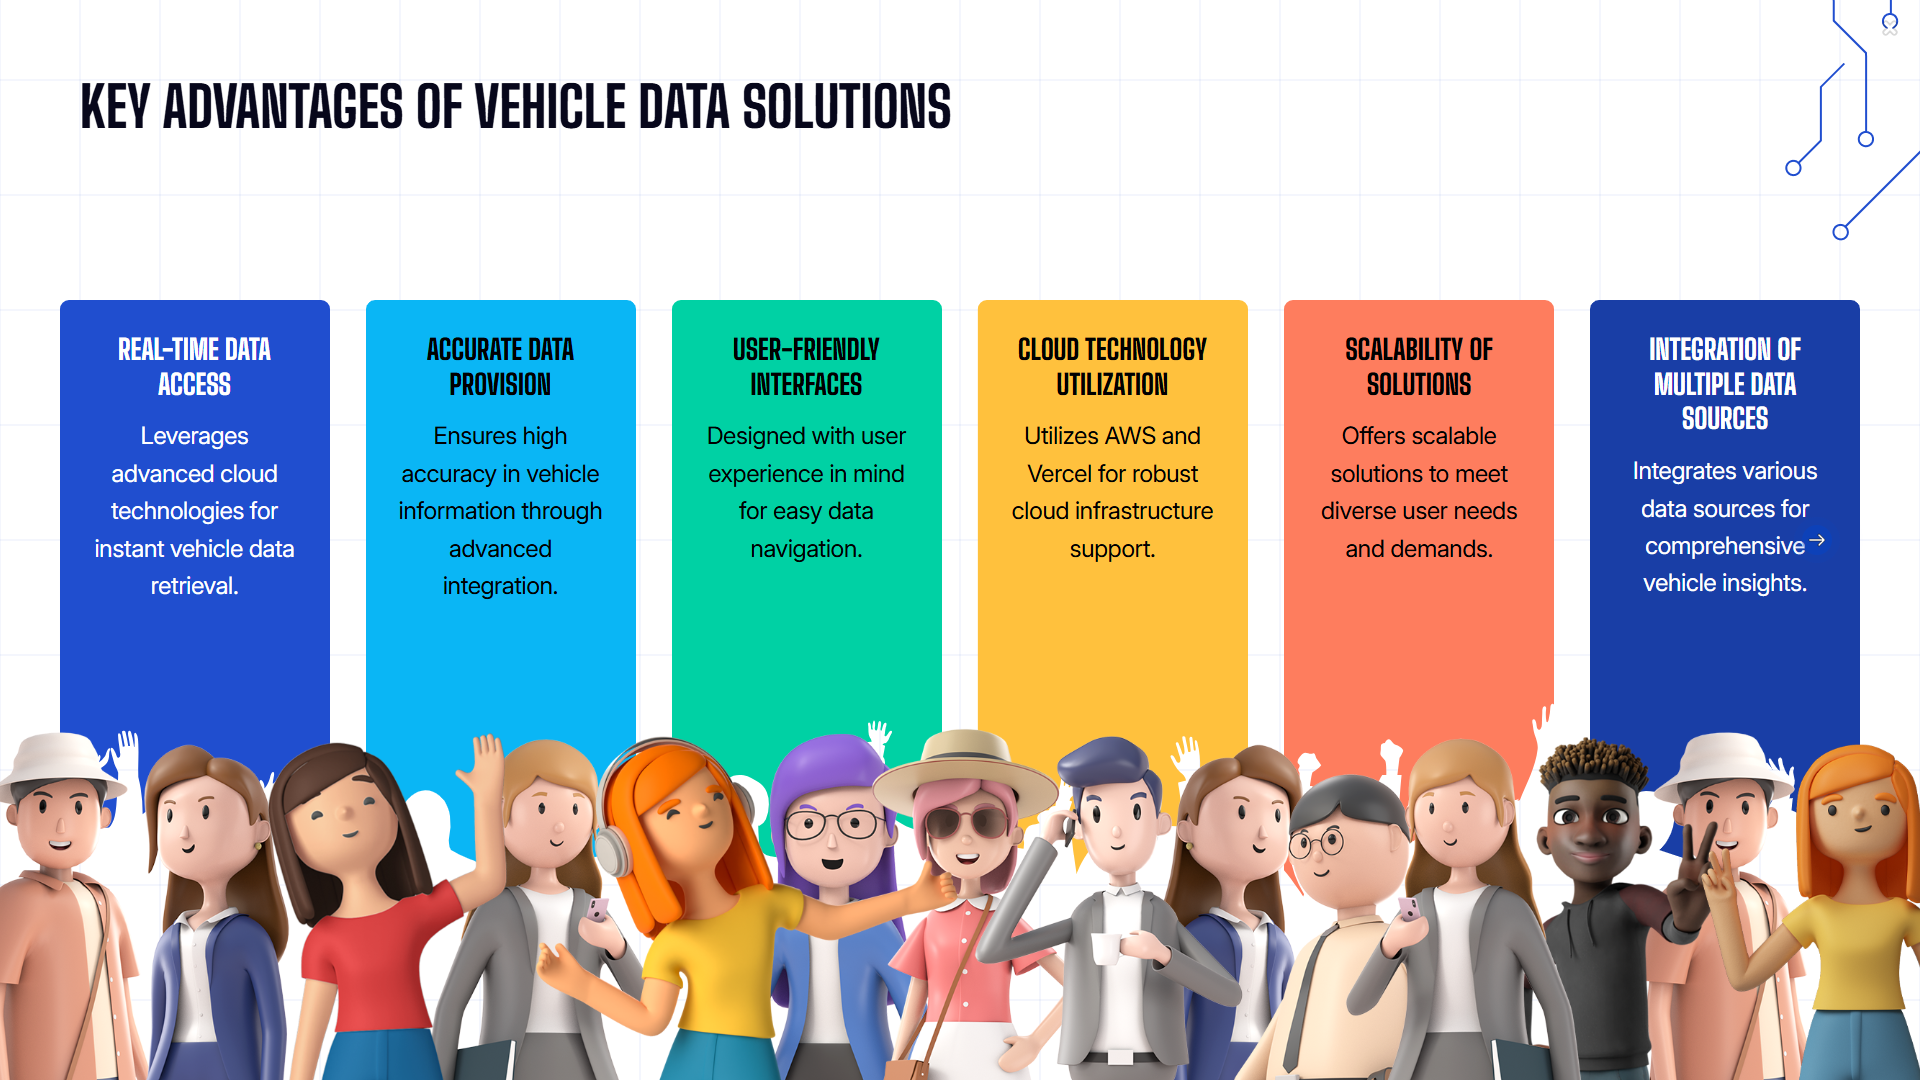 KEY ADVANTAGES OF VEHICLE DATA SOLUTIONS
REAL-TIME DATA
ACCESS
Leverages
advanced cloud
technologies for
instant vehicle data
retrieval.
ACCURATE DATA
PROVISION
Ensures high
accuracy in vehicle
information through
advanced
integration.
USER-FRIENDLY
INTERFACES
Designed with user
experience in mind
for easy data
navigation.
CLOUD TECHNOLOGY
UTILIZATION
Utilizes AWS and
Vercel for robust
cloud infrastructure
support.
SCALABILITY OF
SOLUTIONS
Offers scalable
solutions to meet
diverse user needs
and demands.
INTEGRATION OF
MULTIPLE DATA
SOURCES
Integrates various
data sources for
comprehensive
vehicle insights.